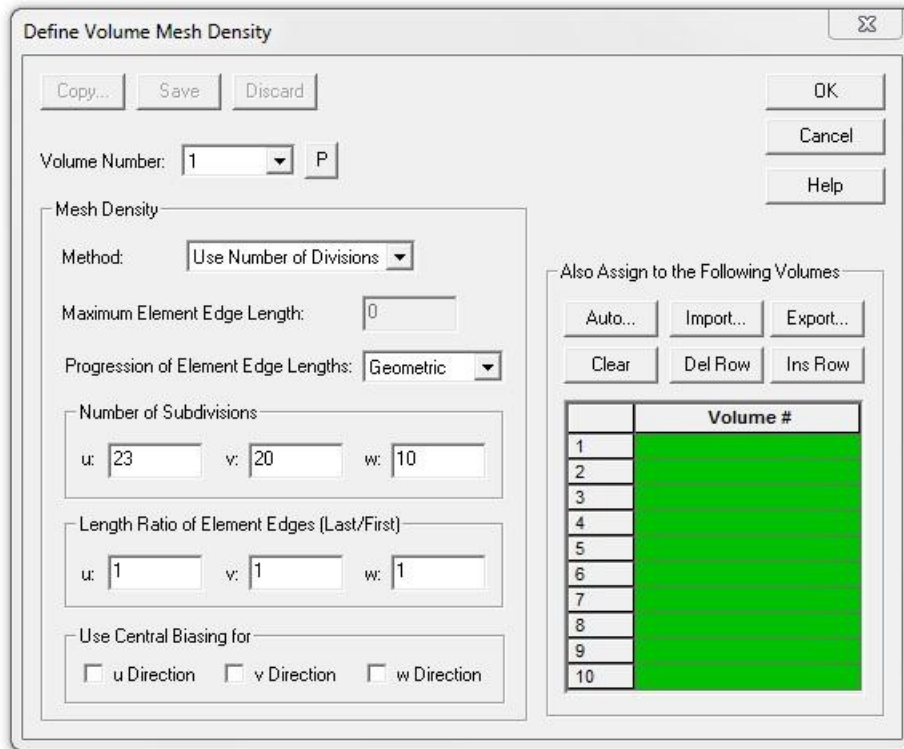 Define Volume Mesh Density
Copy... Save Discard
OK
Cancel
Help
Volume Number: 1 P
Mesh Density
Method: Use Number of Divisions
Maximum Element Edge Length: 0
Progression of Element Edge Lengths: Geometric
Number of Subdivisions
u: 23 v: 20 w: 10
Length Ratio of Element Edges (Last/First)
u: 1 v: 1 w: 1
Use Central Biasing for
u Direction v Direction w Direction
Also Assign to the Following Volumes
Auto... Import... Export...
Clear Del Row Ins Row
Volume #
1
2
3
4
5
6
7
8
9
10